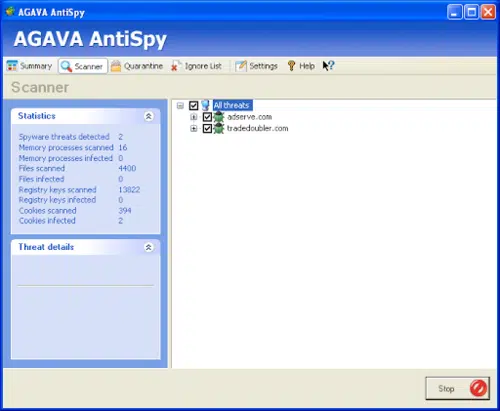 AGAVA AntiSpy
AGAVA AntiSpy
Summary Scanner Quarantine Ignore List Settings Help
Scanner
Statistics
Spyware threats detected 2
Memory processes scanned 16
Memory processes infected 0
Files scanned 4400
Files infected 0
Registry keys scanned 13822
Registry keys infected 0
Cookies scanned 394
Cookies infected 2
Threat details
All threats
adserve.com
tradedoubler.com
Stop